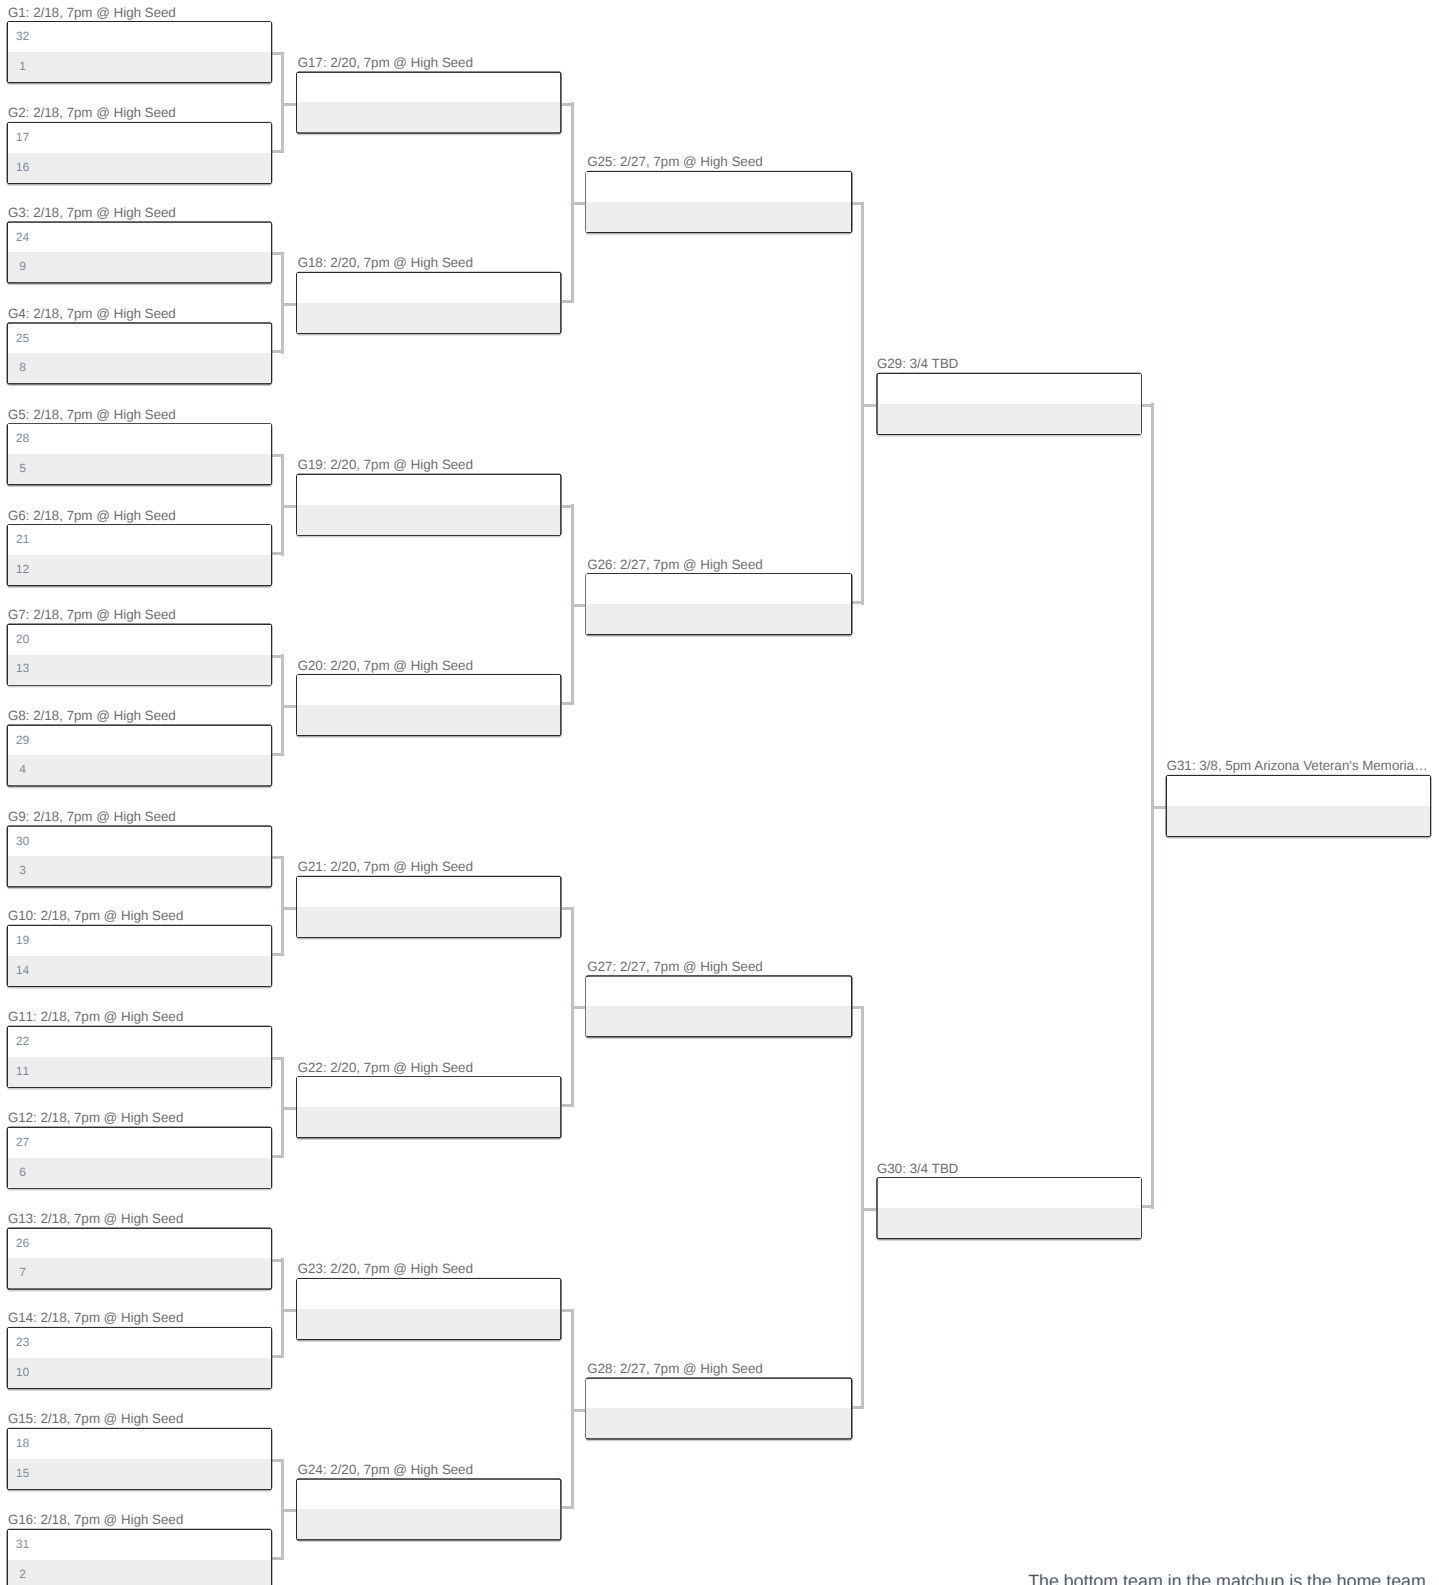 G1: 2/18, 7pm @ High Seed
32
1
G2: 2/18, 7pm @ High Seed
17
16
G3: 2/18, 7pm @ High Seed
24
9
G4: 2/18, 7pm @ High Seed
25
8
G5: 2/18, 7pm @ High Seed
28
5
G6: 2/18, 7pm @ High Seed
21
12
G7: 2/18, 7pm @ High Seed
20
13
G8: 2/18, 7pm @ High Seed
29
4
G9: 2/18, 7pm @ High Seed
30
3
G10: 2/18, 7pm @ High Seed
19
14
G11: 2/18, 7pm @ High Seed
22
11
G12: 2/18, 7pm @ High Seed
27
6
G13: 2/18, 7pm @ High Seed
26
7
G14: 2/18, 7pm @ High Seed
23
10
G15: 2/18, 7pm @ High Seed
18
15
G16: 2/18, 7pm @ High Seed
31
2
G17: 2/20, 7pm @ High Seed
G18: 2/20, 7pm @ High Seed
G19: 2/20, 7pm @ High Seed
G20: 2/20, 7pm @ High Seed
G21: 2/20, 7pm @ High Seed
G22: 2/20, 7pm @ High Seed
G23: 2/20, 7pm @ High Seed
G24: 2/20, 7pm @ High Seed
G25: 2/27, 7pm @ High Seed
G26: 2/27, 7pm @ High Seed
G27: 2/27, 7pm @ High Seed
G28: 2/27, 7pm @ High Seed
G29: 3/4 TBD
G30: 3/4 TBD
G31: 3/8, 5pm Arizona Veteran's Memoria…
The bottom team in the matchup is the home team